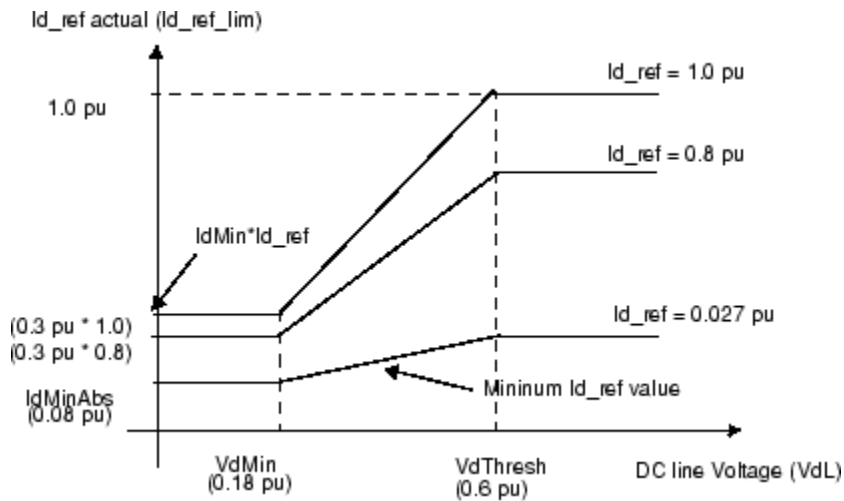 Id_ref actual (Id_ref_lim)
Id_ref = 1.0 pu
1.0 pu
Id_ref = 0.8 pu
IdMin*Id_ref
Id_ref = 0.027 pu
(0.3 pu * 1.0)
(0.3 pu * 0.8)
Mininum Id_ref value
IdMinAbs
(0.08 pu)
VdMin
(0.18 pu)
VdThresh
(0.6 pu)
DC line Voltage (VdL)